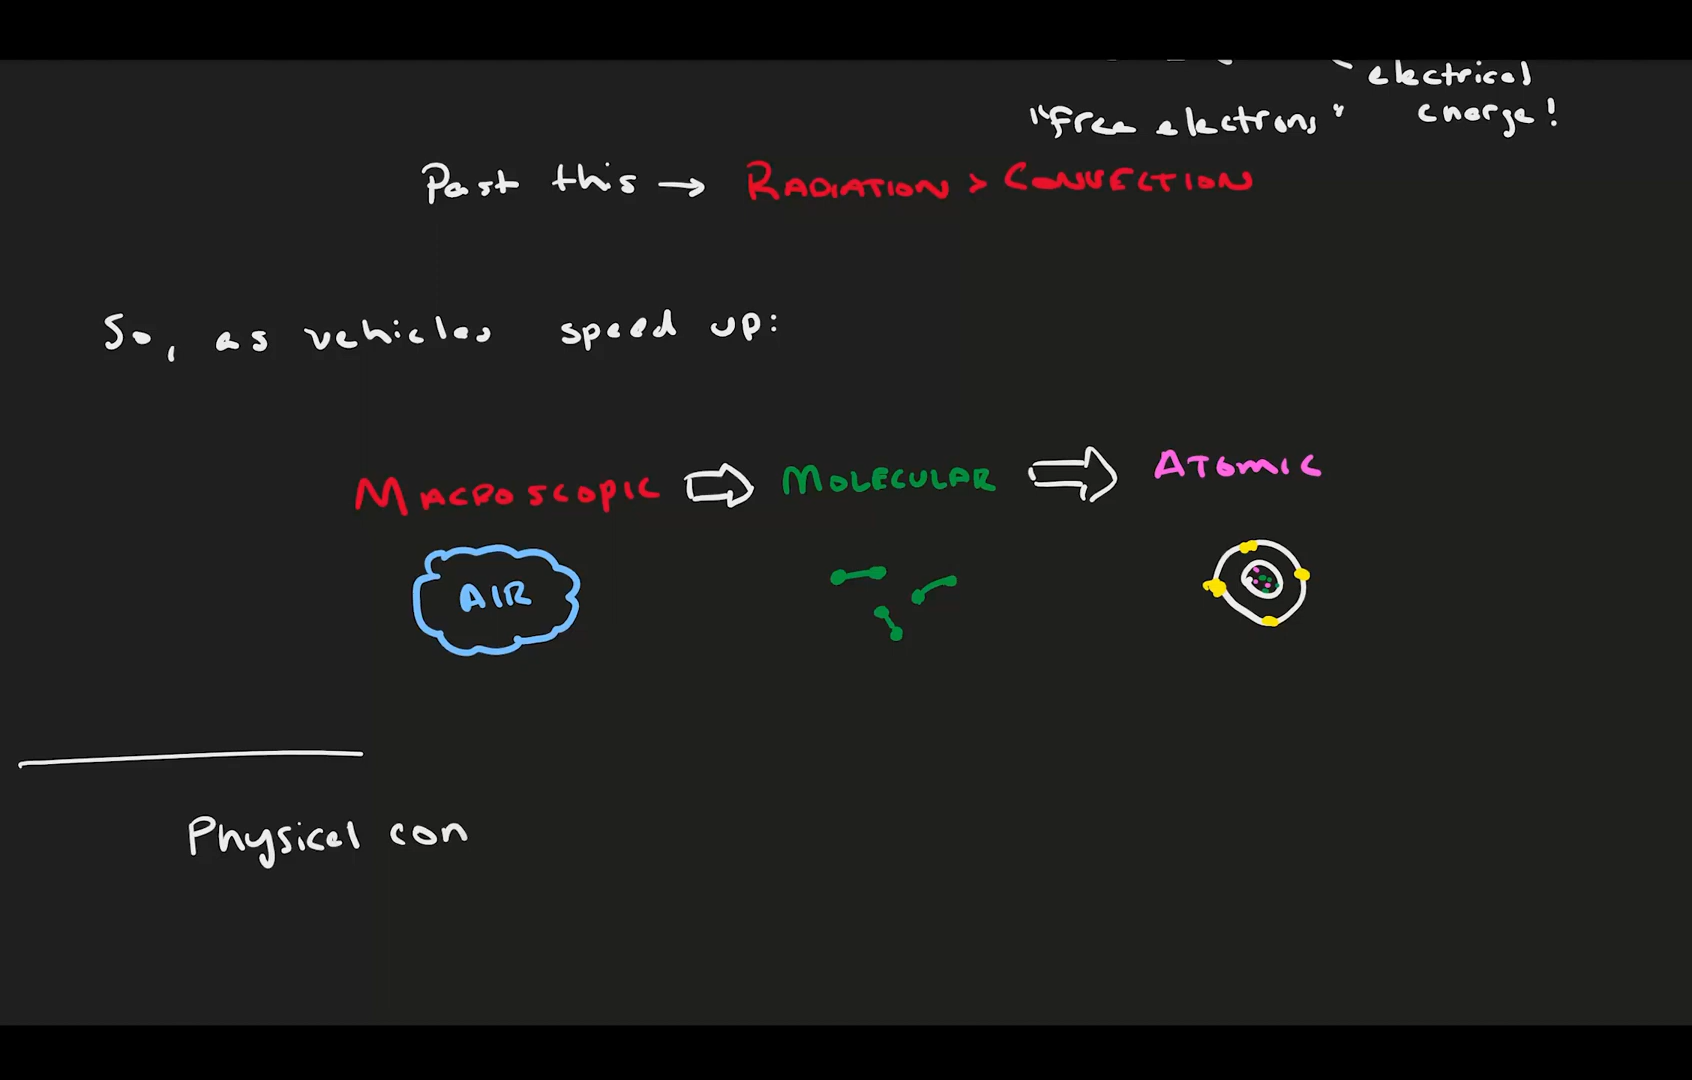 electrical
"Free electrons" charge!
Past this → RADIATION > CONVECTION
So, as vehicles speed up:
MACROSCOPIC ⇒ MOLECULAR ⇒ ATOMIC
AIR
Physical con